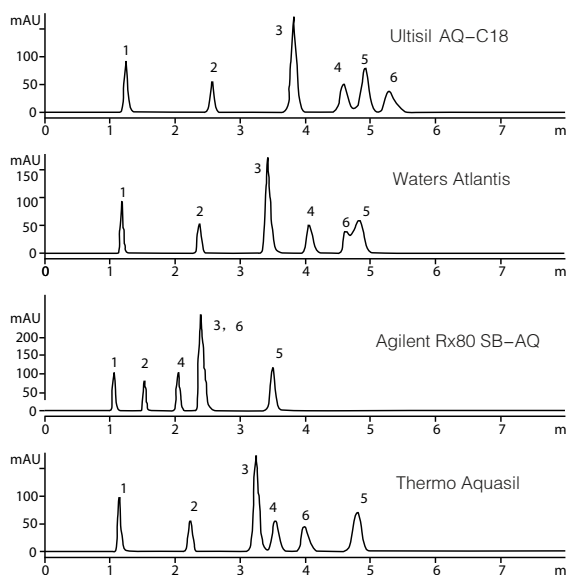 mAU
Ultisil AQ-C18
100
50
0
1 2 3 4 5 6
0 1 2 3 4 5 6 7 m
mAU
Waters Atlantis
150
100
50
0
1 2 3 4 6 5
0 1 2 3 4 5 6 7 m
mAU
Agilent Rx80 SB-AQ
200
150
100
50
0
1 2 4 3, 6 5
0 1 2 3 4 5 6 7 m
mAU
Thermo Aquasil
100
50
0
1 2 3 4 6 5
0 1 2 3 4 5 6 7 m